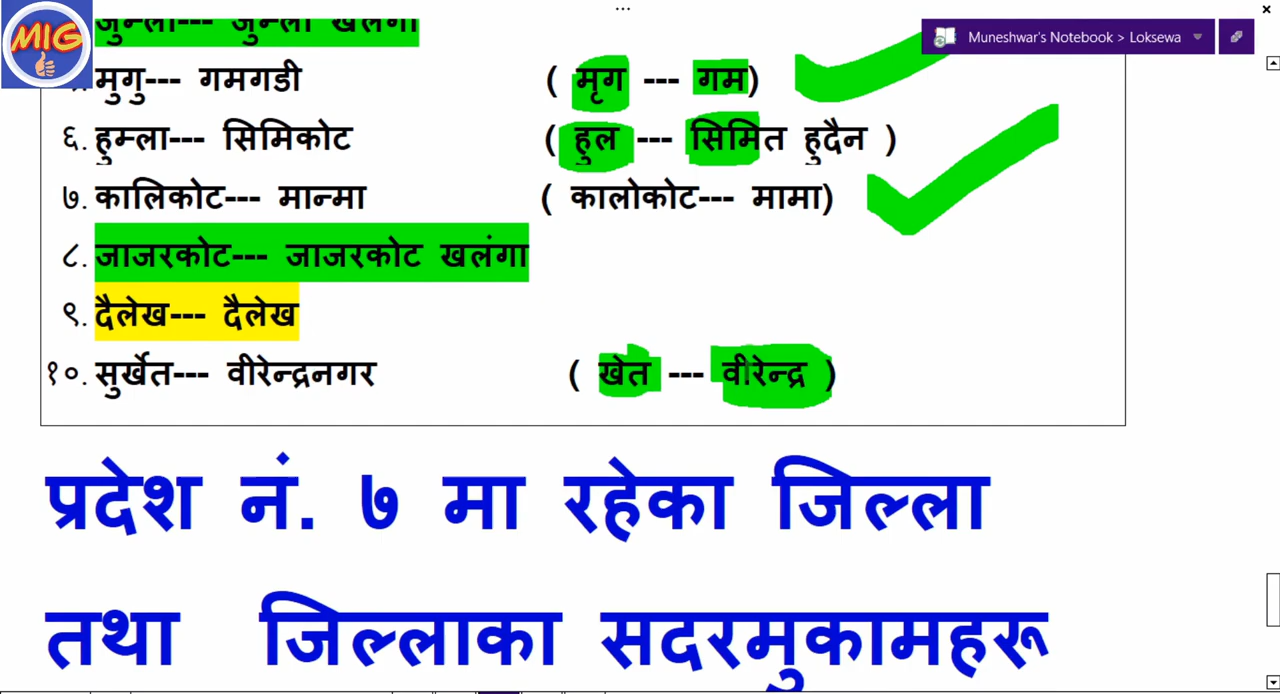 MIG
Muneshwar's Notebook > Loksewa
जुम्ला--- जुम्ला खलंगा
मुगु--- गमगडी ( मृग --- गम)
६. हुम्ला--- सिमिकोट ( हुल --- सिमित हुदैन )
७. कालिकोट--- मान्मा ( कालोकोट--- मामा)
८. जाजरकोट--- जाजरकोट खलंगा
९. दैलेख--- दैलेख
१०. सुर्खेत--- वीरेन्द्रनगर ( खेत --- वीरेन्द्र )
प्रदेश नं. ७ मा रहेका जिल्ला
तथा जिल्लाका सदरमुकामहरू